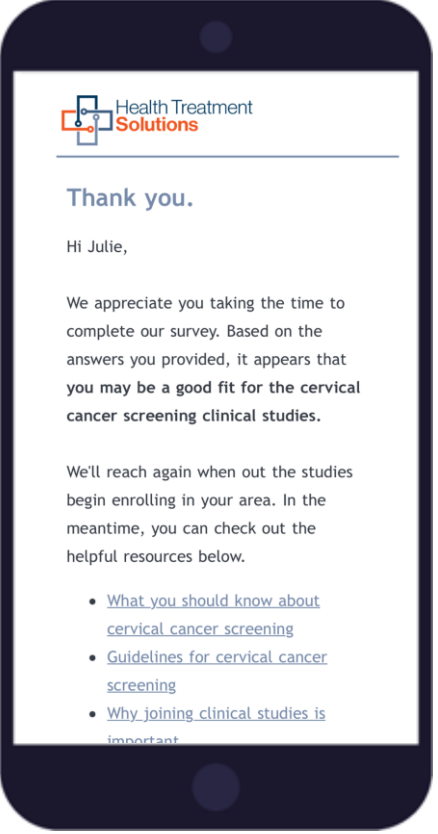 Health Treatment
Solutions
Thank you.
Hi Julie,
We appreciate you taking the time to
complete our survey. Based on the
answers you provided, it appears that
you may be a good fit for the cervical
cancer screening clinical studies.
We'll reach again when out the studies
begin enrolling in your area. In the
meantime, you can check out the
helpful resources below.
• What you should know about
cervical cancer screening
• Guidelines for cervical cancer
screening
• Why joining clinical studies is
important